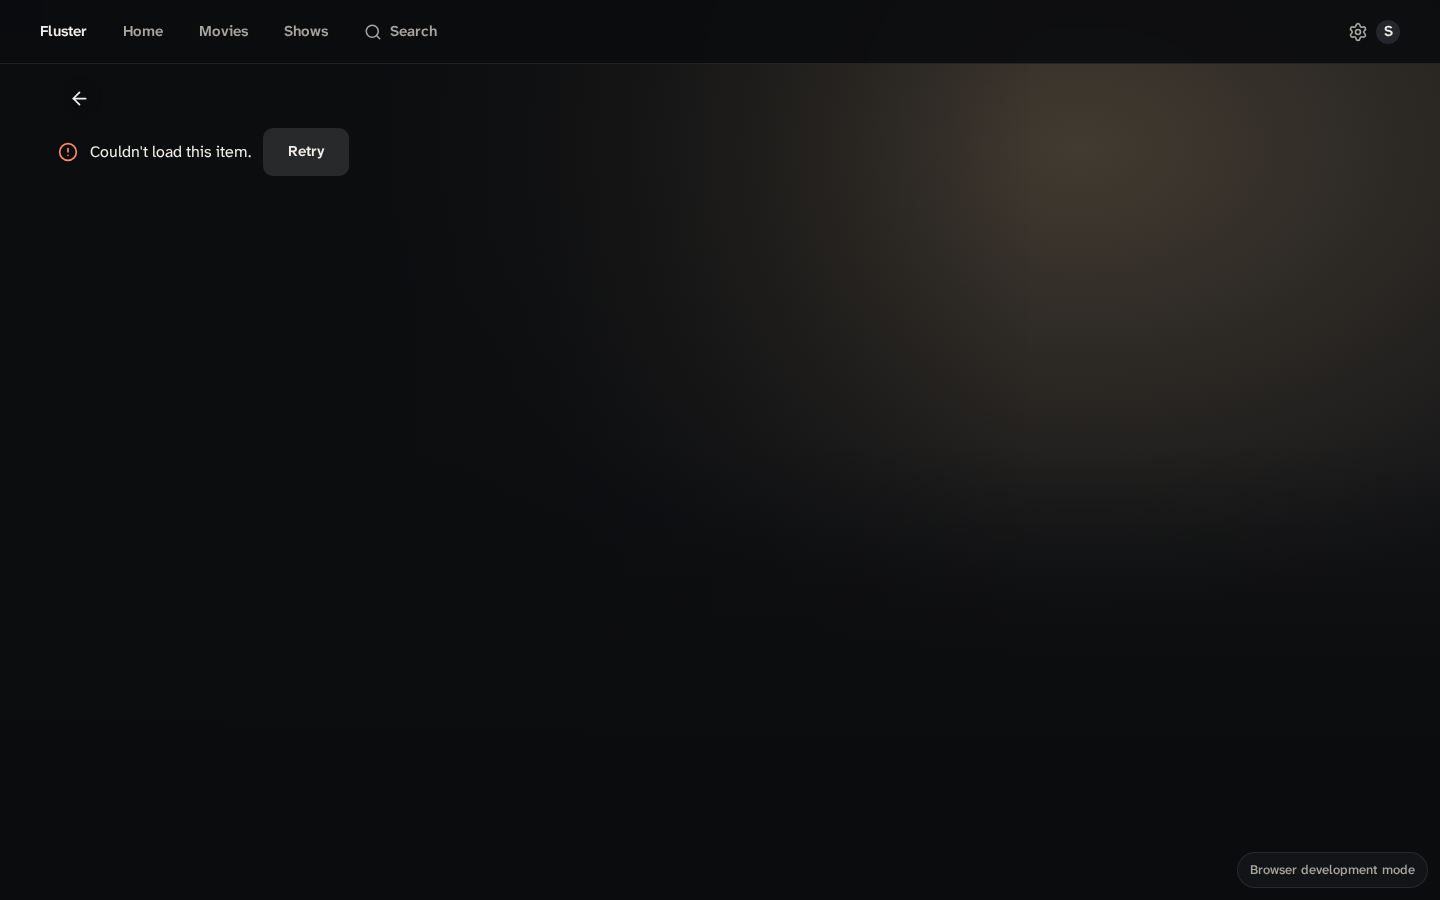 Fluster Home Movies Shows Search S
Couldn't load this item. Retry
Browser development mode